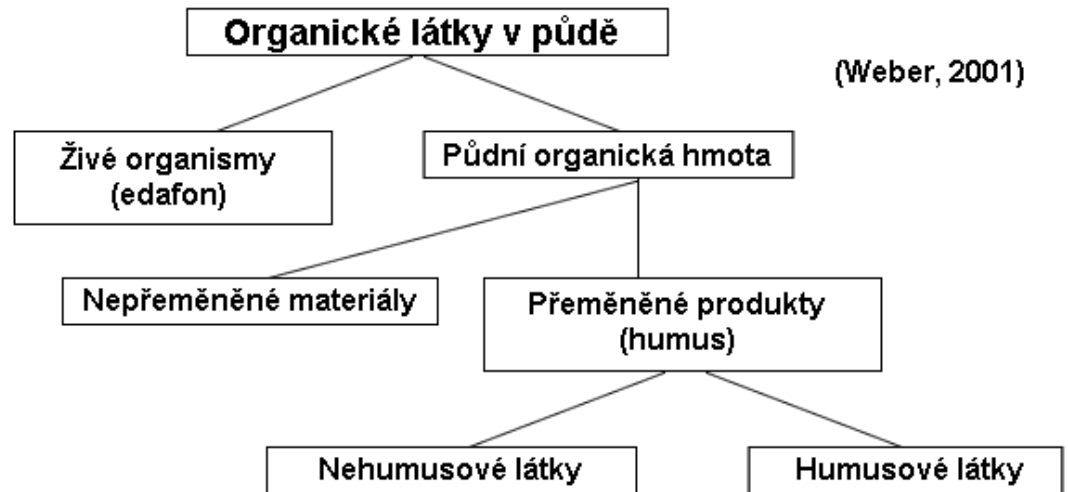 Organické látky v půdě
(Weber, 2001)
Živé organismy
(edafon)
Půdní organická hmota
Nepřeměněné materiály
Přeměněné produkty
(humus)
Nehumusové látky
Humusové látky